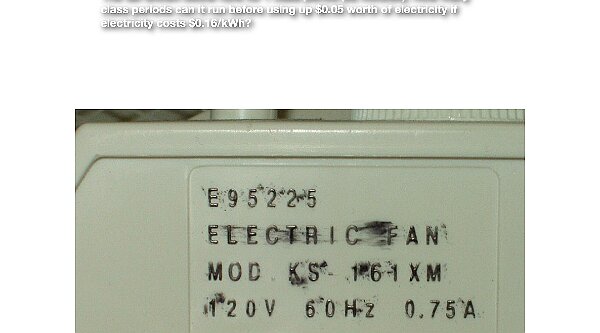 class periods can it run before using up $0.05 worth of electricity if
electricity costs $0.16/kWh?
E95225
ELECTRIC FAN
MOD KS-161XM
120V 60Hz 0.75A